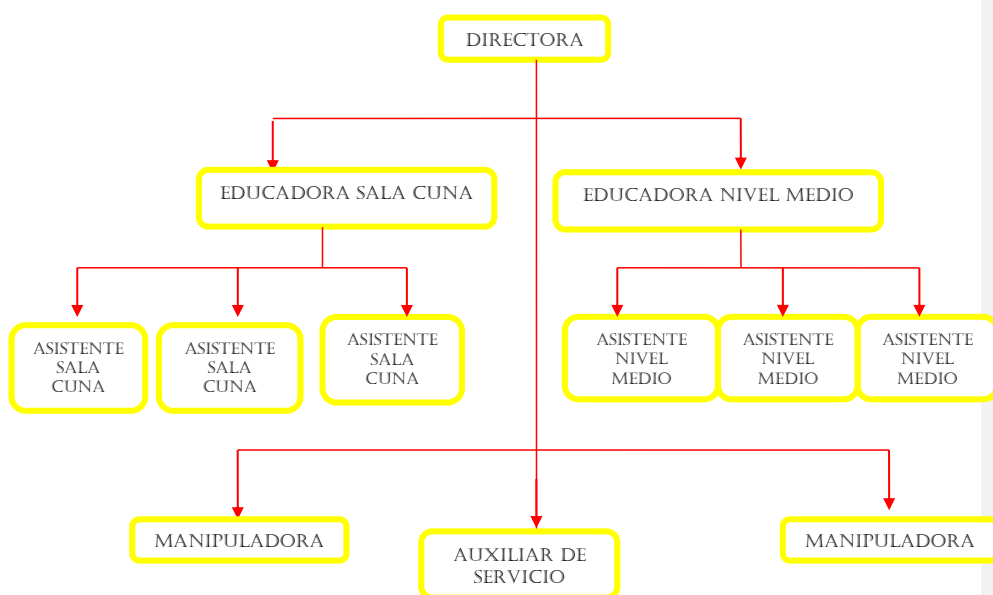 DIRECTORA
EDUCADORA SALA CUNA
EDUCADORA NIVEL MEDIO
ASISTENTE
SALA
CUNA
ASISTENTE
SALA
CUNA
ASISTENTE
SALA
CUNA
ASISTENTE
NIVEL
MEDIO
ASISTENTE
NIVEL
MEDIO
ASISTENTE
NIVEL
MEDIO
MANIPULADORA
AUXILIAR DE
SERVICIO
MANIPULADORA